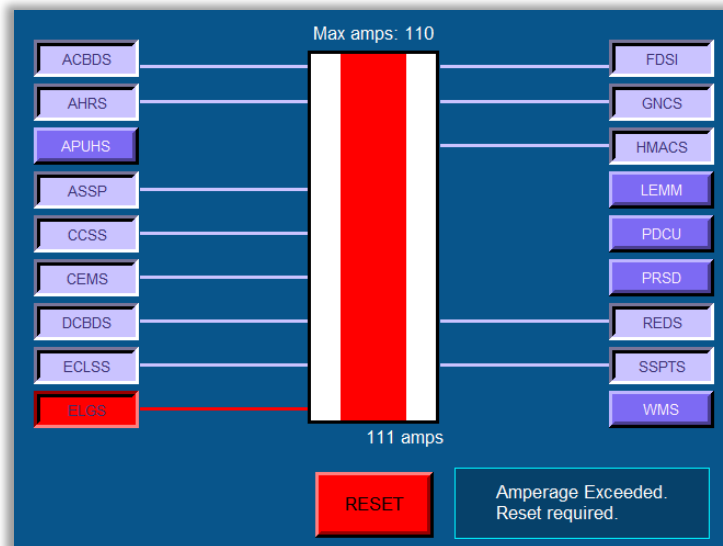 Max amps: 110
ACBDS
AHRS
APUHS
ASSP
CCSS
CEMS
DCBDS
ECLSS
ELGS
FDSI
GNCS
HMACS
LEMM
PDCU
PRSD
REDS
SSPTS
WMS
111 amps
RESET
Amperage Exceeded.
Reset required.